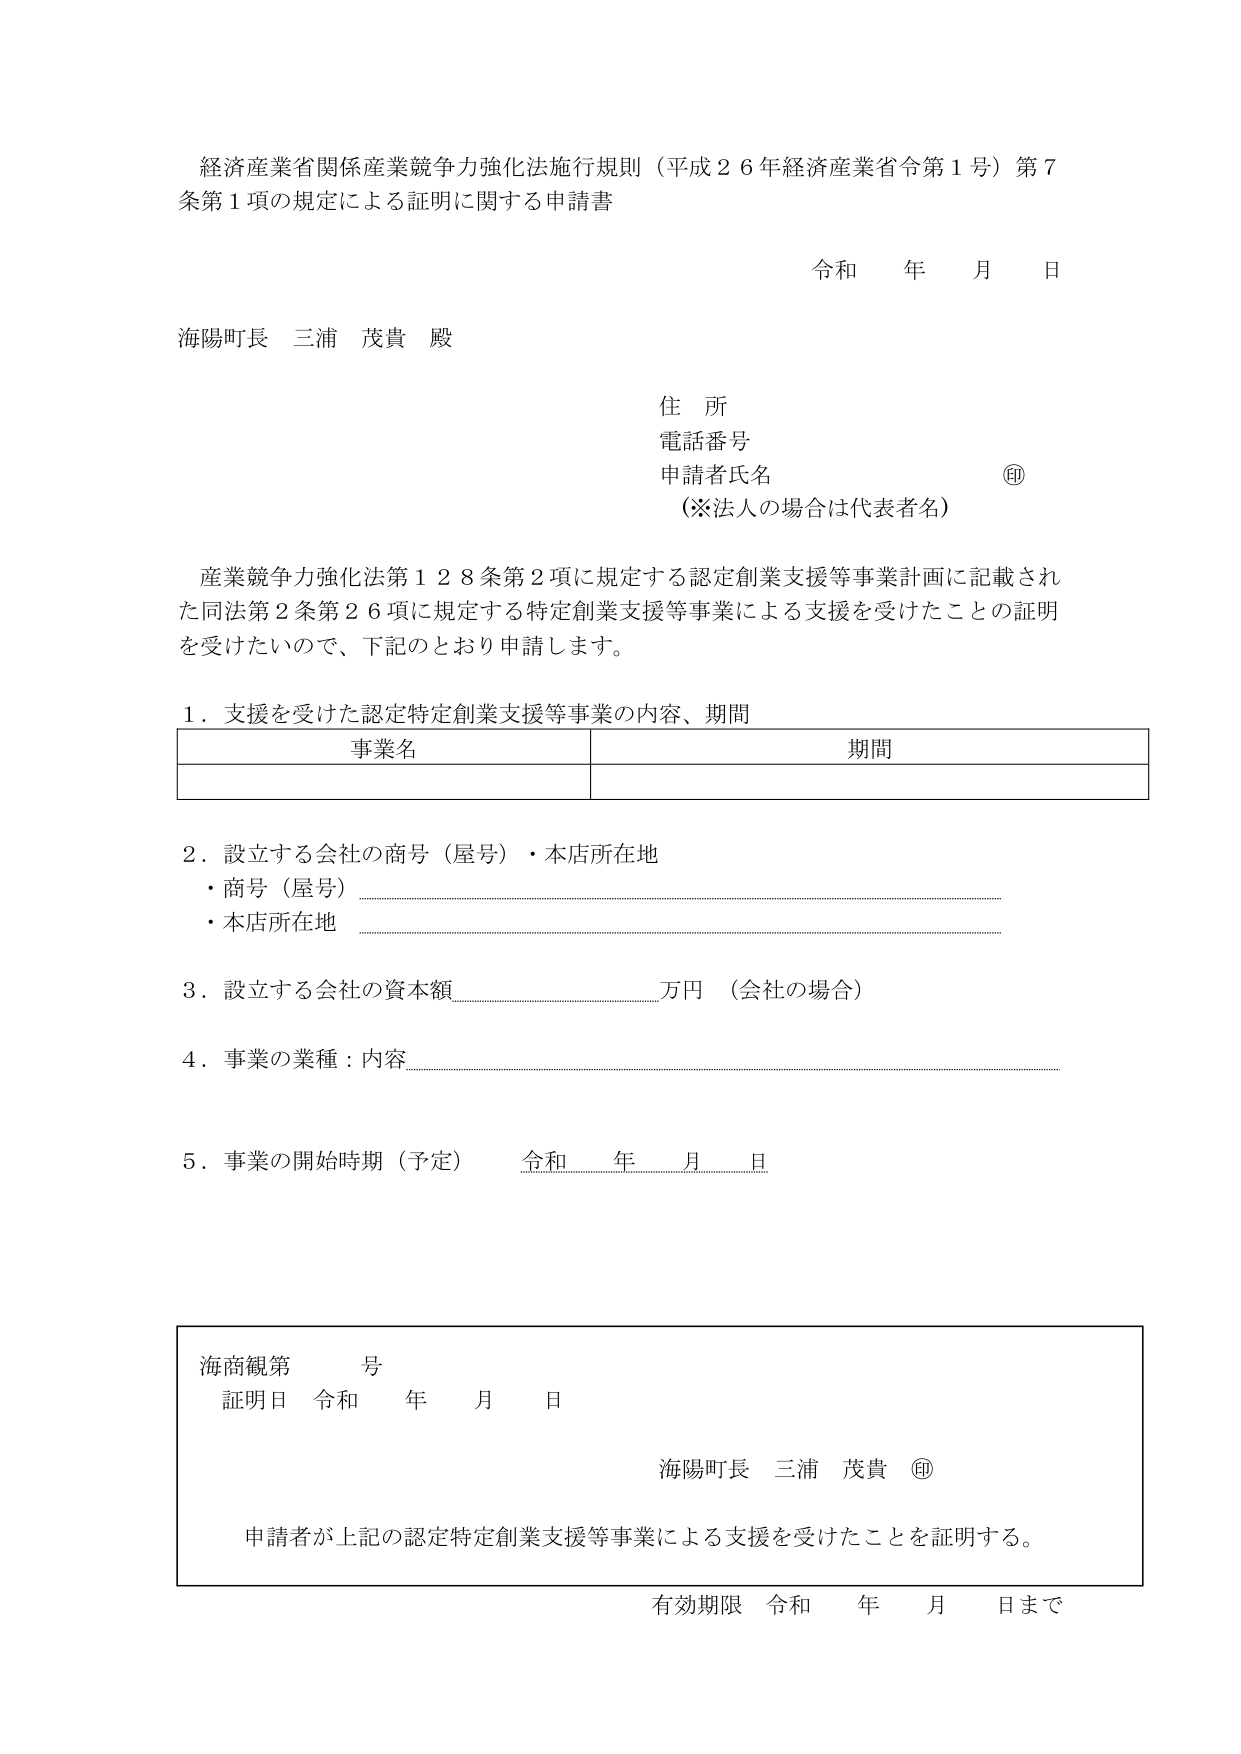 経済産業省関係産業競争力強化法施行規則（平成２６年経済産業省令第１号）第７
条第１項の規定による証明に関する申請書
令和　　年　　月　　日
海陽町長　三浦　茂貴　殿
住　所
電話番号
申請者氏名　　　　　　　　　　㊞
（※法人の場合は代表者名）
産業競争力強化法第１２８条第２項に規定する認定創業支援等事業計画に記載され
た同法第２条第２６項に規定する特定創業支援等事業による支援を受けたことの証明
を受けたいので、下記のとおり申請します。
１．支援を受けた認定特定創業支援等事業の内容、期間
事業名　期間
２．設立する会社の商号（屋号）・本店所在地
・商号（屋号）
・本店所在地
３．設立する会社の資本額　　　　　　　　　万円　（会社の場合）
４．事業の業種：内容
５．事業の開始時期（予定）　　令和　　年　　月　　日
海商観第　　　号
証明日　令和　　年　　月　　日
海陽町長　三浦　茂貴　㊞
申請者が上記の認定特定創業支援等事業による支援を受けたことを証明する。
有効期限　令和　　年　　月　　日まで